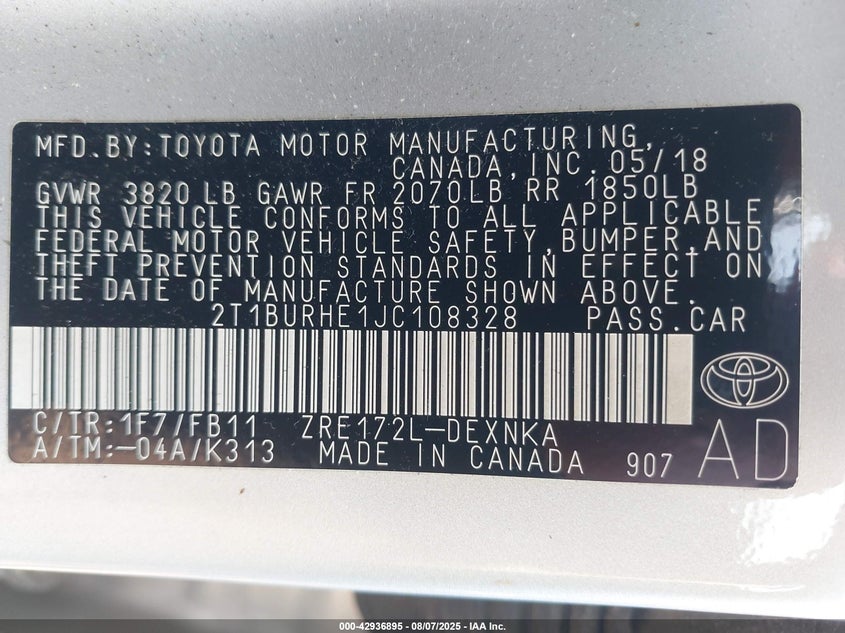 MFD.BY:TOYOTA MOTOR MANUFACTURING,
CANADA,INC.05/18
GVWR 3820 LB GAWR FR 2070LB RR 1850LB
THIS VEHICLE CONFORMS TO ALL APPLICABLE
FEDERAL MOTOR VEHICLE SAFETY,BUMPER,AND
THEFT PREVENTION STANDARDS IN EFFECT ON
THE DATE OF MANUFACTURE SHOWN ABOVE.
2T1BURHE1JC108328 PASS.CAR
C/TR:1F7/FB11 ZRE172L-DEXNKA
A/TM:-04A/K313 MADE IN CANADA 907 AD
000-42936895 - 08/07/2025 - IAA Inc.